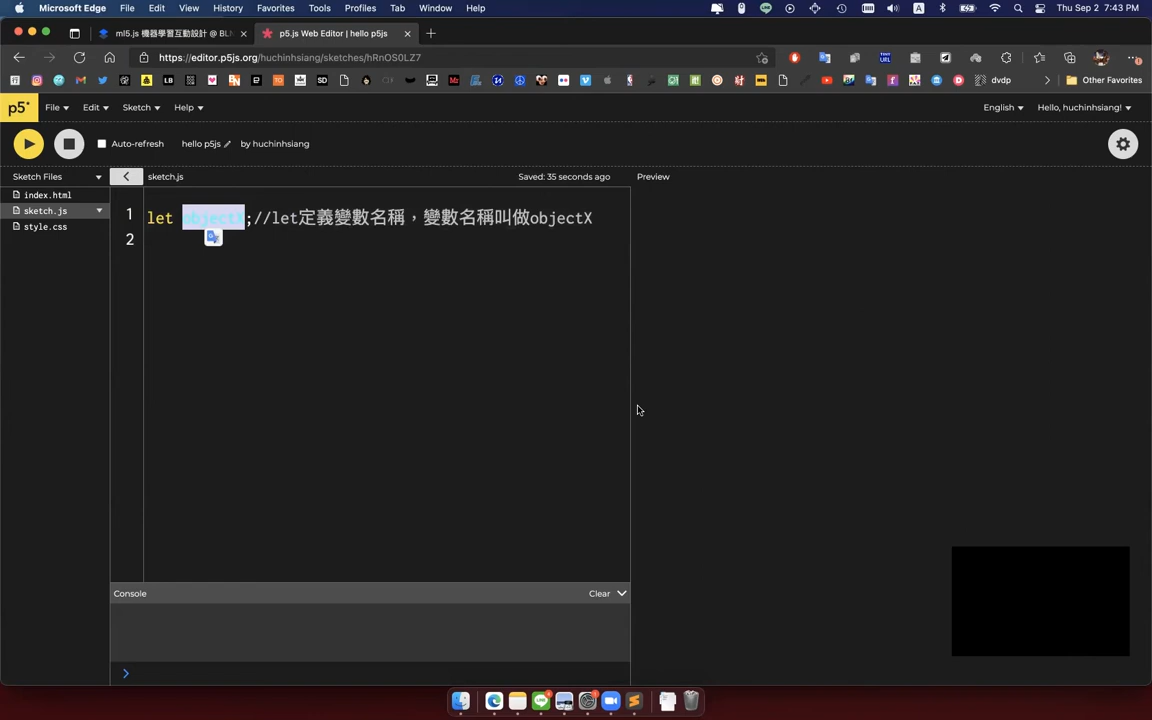 Microsoft Edge File Edit View History Favorites Tools Profiles Tab Window Help Thu Sep 2 7:43 PM
ml5.js 機器學習互動設計 @ BL
p5.js Web Editor | hello p5js
https://editor.p5js.org/huchinhsiang/sketches/hRnOS0LZ7
dvdp
Other Favorites
p5* File Edit Sketch Help English Hello, huchinhsiang!
Auto-refresh hello p5js by huchinhsiang
Sketch Files sketch.js Saved: 35 seconds ago Preview
index.html
sketch.js
style.css
1 let objectX;//let定義變數名稱，變數名稱叫做objectX
2
Console Clear
>